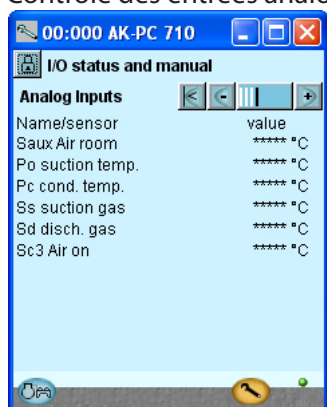 Contrôle des entrées
00:000 AK-PC 710
I/O status and manual
Analog Inputs
Name/sensor value
Saux Air room ***** °C
Po suction temp. ***** °C
Pc cond. temp. ***** °C
Ss suction gas ***** °C
Sd disch. gas ***** °C
Sc3 Air on ***** °C